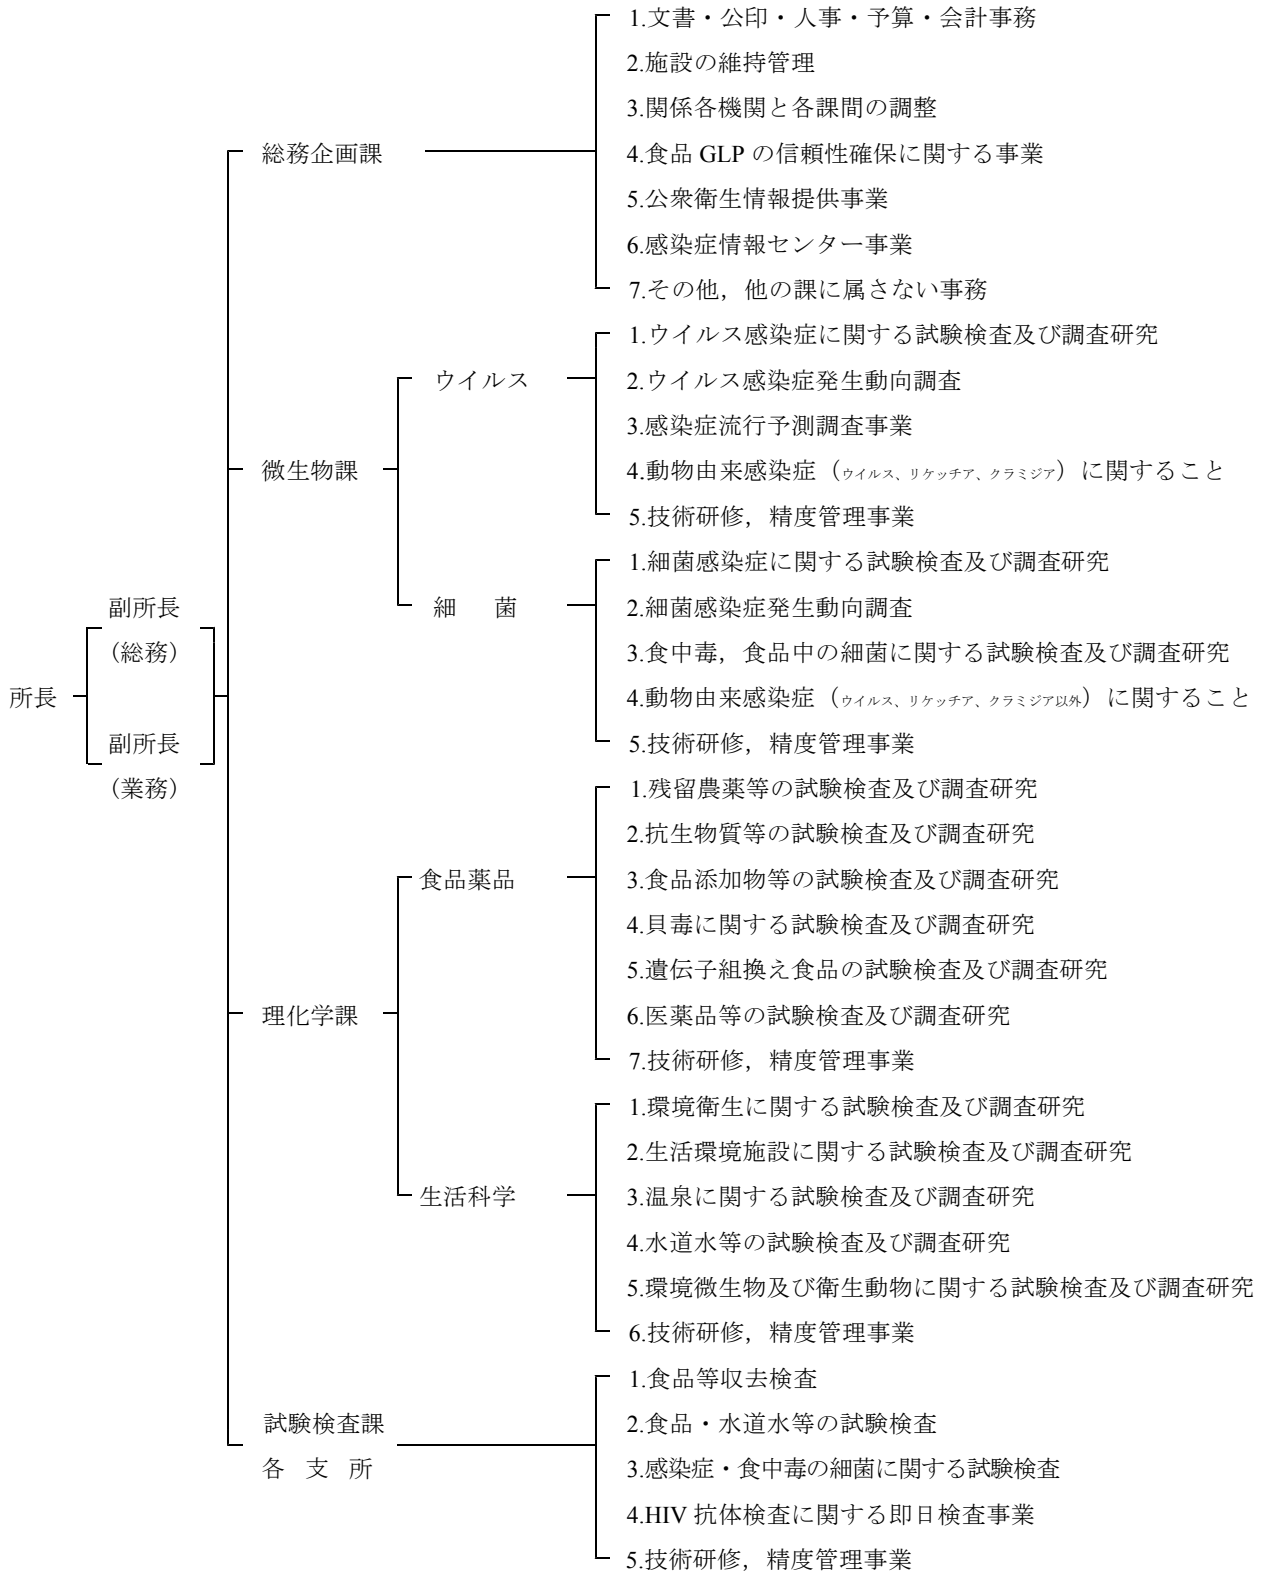 所長
副所長
（総務）
副所長
（業務）
総務企画課
1.文書・公印・人事・予算・会計事務
2.施設の維持管理
3.関係各機関と各課間の調整
4.食品 GLP の信頼性確保に関する事業
5.公衆衛生情報提供事業
6.感染症情報センター事業
7.その他，他の課に属さない事務
微生物課
ウイルス
1.ウイルス感染症に関する試験検査及び調査研究
2.ウイルス感染症発生動向調査
3.感染症流行予測調査事業
4.動物由来感染症（ウイルス、リケッチア、クラミジア）に関すること
5.技術研修，精度管理事業
細　菌
1.細菌感染症に関する試験検査及び調査研究
2.細菌感染症発生動向調査
3.食中毒，食品中の細菌に関する試験検査及び調査研究
4.動物由来感染症（ウイルス、リケッチア、クラミジア以外）に関すること
5.技術研修，精度管理事業
理化学課
食品薬品
1.残留農薬等の試験検査及び調査研究
2.抗生物質等の試験検査及び調査研究
3.食品添加物等の試験検査及び調査研究
4.貝毒に関する試験検査及び調査研究
5.遺伝子組換え食品の試験検査及び調査研究
6.医薬品等の試験検査及び調査研究
7.技術研修，精度管理事業
生活科学
1.環境衛生に関する試験検査及び調査研究
2.生活環境施設に関する試験検査及び調査研究
3.温泉に関する試験検査及び調査研究
4.水道水等の試験検査及び調査研究
5.環境微生物及び衛生動物に関する試験検査及び調査研究
6.技術研修，精度管理事業
試験検査課
各　支　所
1.食品等収去検査
2.食品・水道水等の試験検査
3.感染症・食中毒の細菌に関する試験検査
4.HIV 抗体検査に関する即日検査事業
5.技術研修，精度管理事業